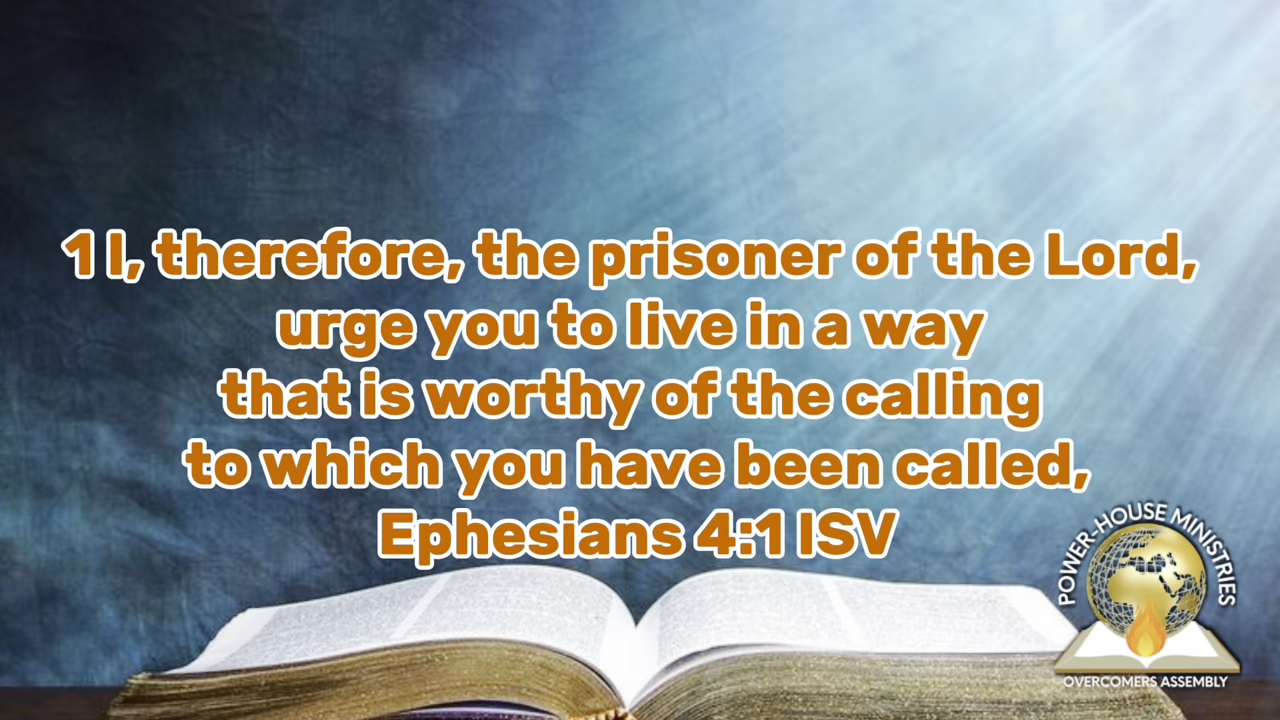 1 I, therefore, the prisoner of the Lord,
urge you to live in a way
that is worthy of the calling
to which you have been called,
Ephesians 4:1 ISV
POWER-HOUSE MINISTRIES
OVERCOMERS ASSEMBLY